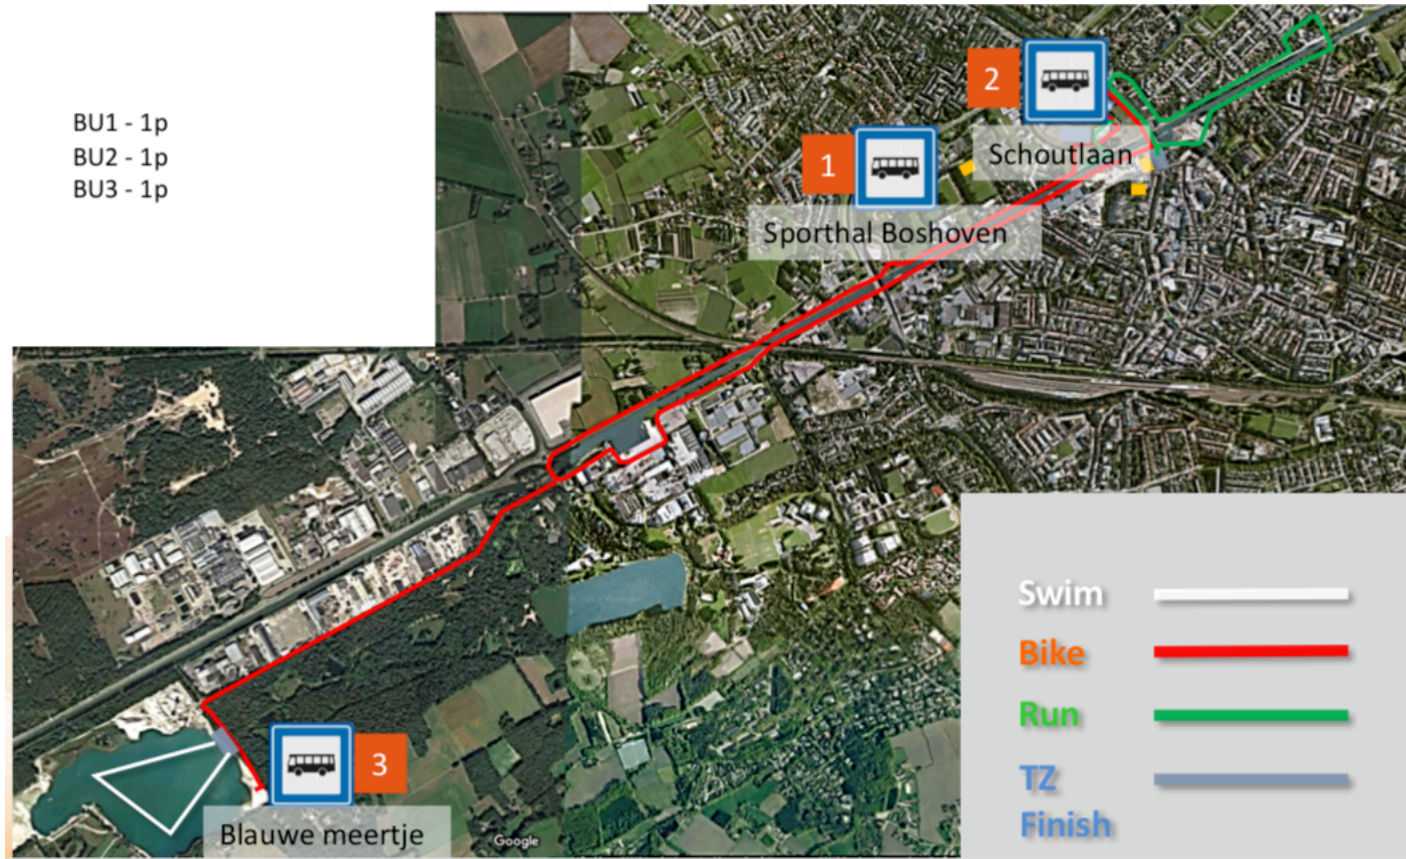 BU1 - 1p
BU2 - 1p
BU3 - 1p
2
Schoutlaan
1
Sporthal Boshoven
3
Blauwe meertje
Google
Swim
Bike
Run
TZ
Finish